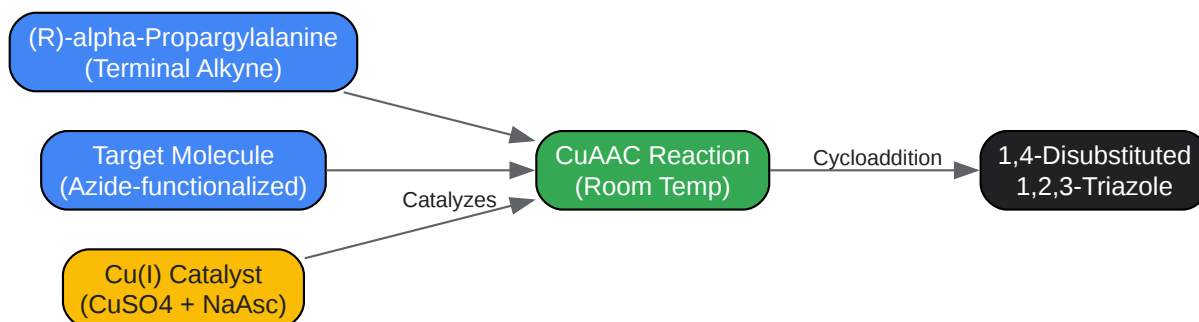 (R)-alpha-Propargylalanine
(Terminal Alkyne)
Target Molecule
(Azide-functionalized)
Catalyzes
Cu(I) Catalyst
(CuSO4 + NaAsc)
CuAAC Reaction
(Room Temp)
Cycloaddition
1,4-Disubstituted
1,2,3-Triazole